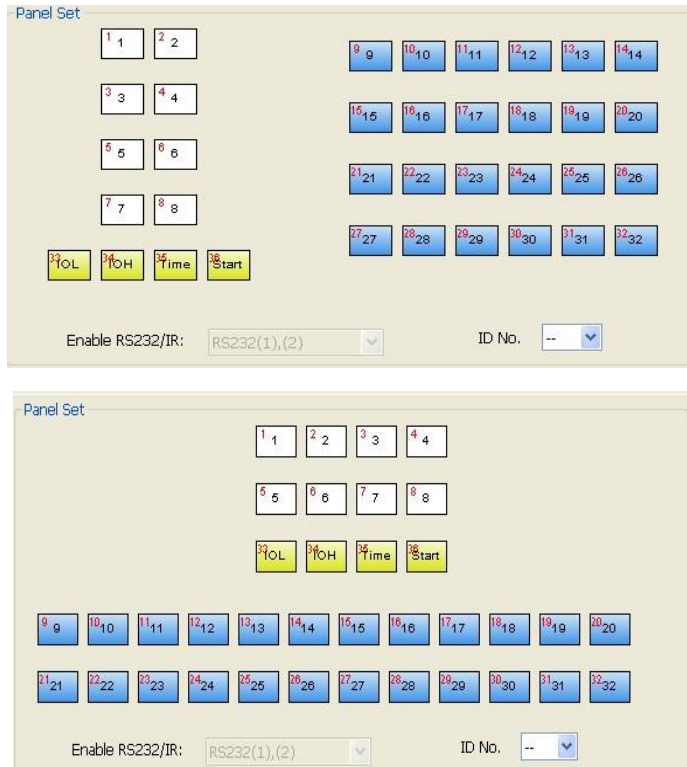 Panel Set
1 1 2 2
9 9 10 10 11 11 12 12 13 13 14 14
3 3 4 4
15 15 16 16 17 17 18 18 19 19 20 20
5 5 6 6
21 21 22 22 23 23 24 24 25 25 26 26
7 7 8 8
27 27 28 28 29 29 30 30 31 31 32 32
33 IOL 34 IOH 35 Time 36 Start
Enable RS232/IR: RS232(1),(2) ID No. --
Panel Set
1 1 2 2 3 3 4 4
5 5 6 6 7 7 8 8
33 IOL 34 IOH 35 Time 36 Start
9 9 10 10 11 11 12 12 13 13 14 14 15 15 16 16 17 17 18 18 19 19 20 20
21 21 22 22 23 23 24 24 25 25 26 26 27 27 28 28 29 29 30 30 31 31 32 32
Enable RS232/IR: RS232(1),(2) ID No. --